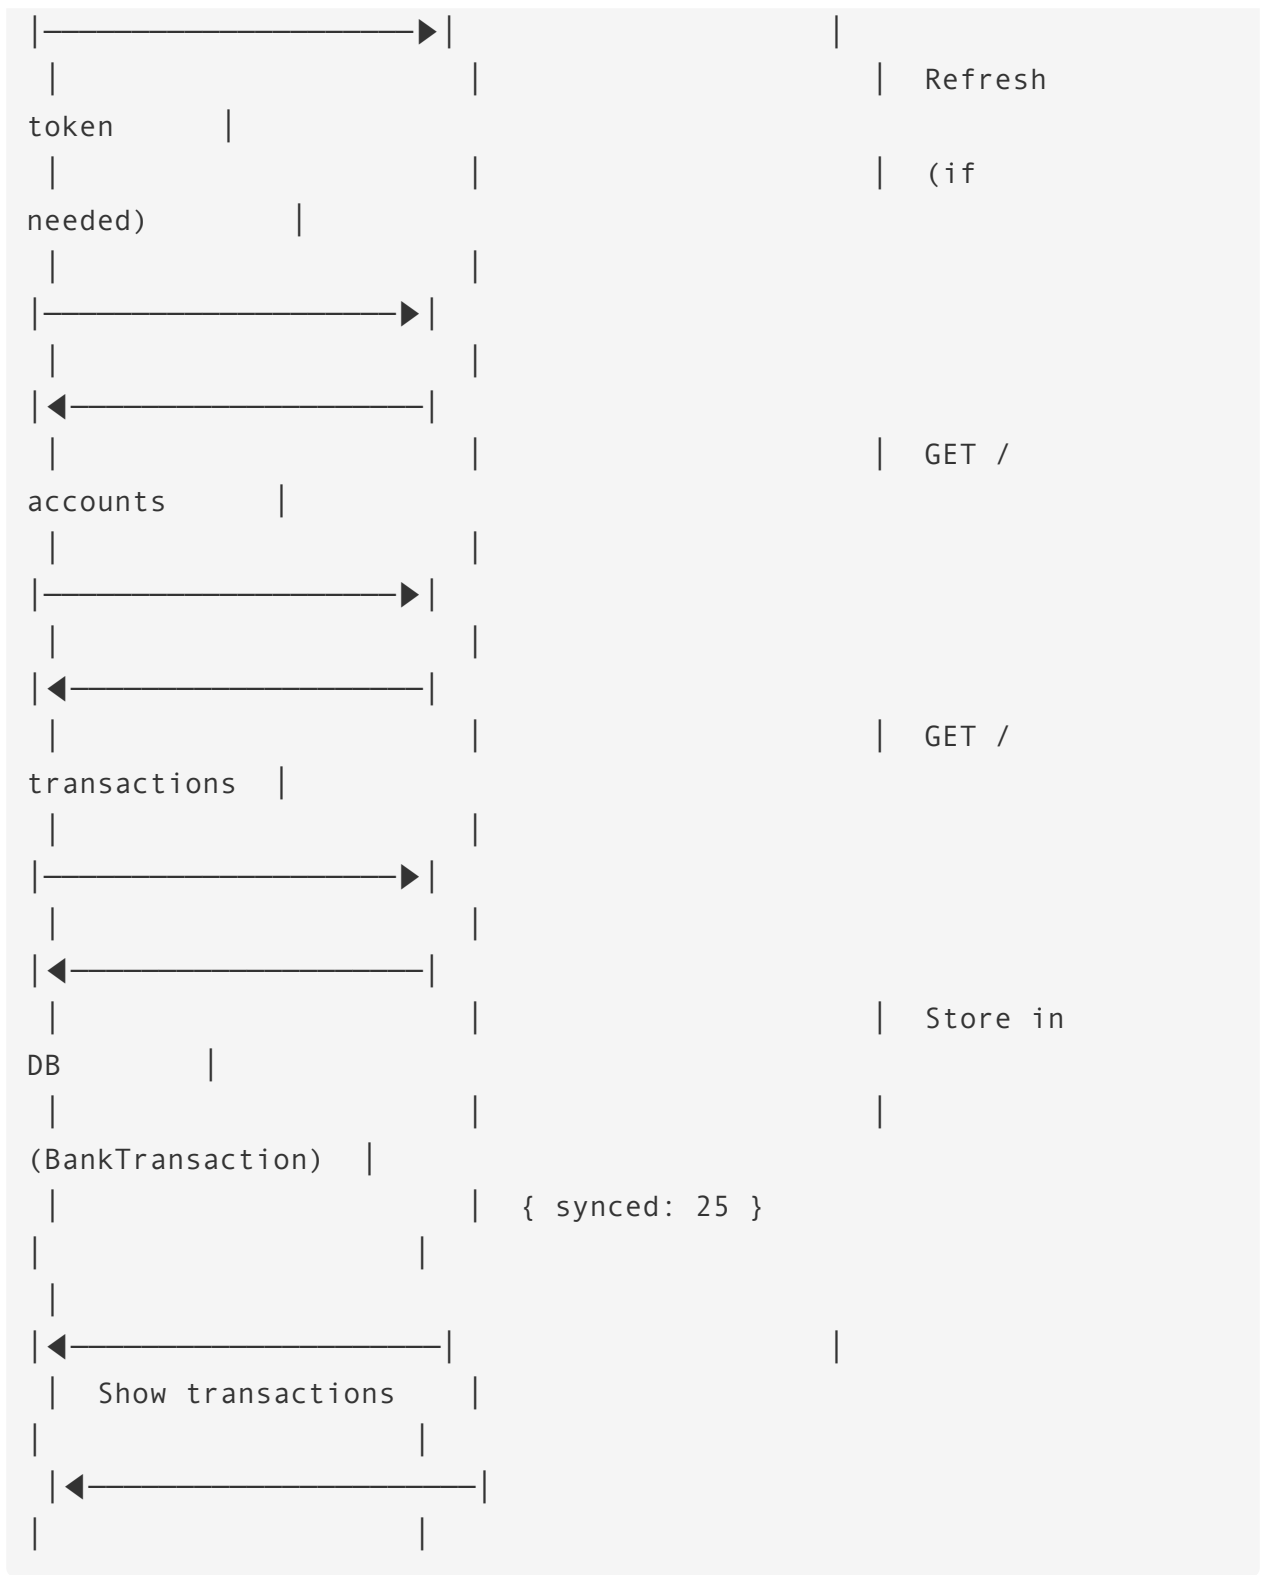 |─────────────────────▶|                     |
 |                       |                      |  Refresh
token      |
 |                       |                      |  (if
needed)         |
 |                       |
|────────────────────▶|
 |                       |
|◀────────────────────|
 |                       |                      |  GET /
accounts      |
 |                       |
|────────────────────▶|
 |                       |
|◀────────────────────|
 |                       |                      |  GET /
transactions  |
 |                       |
|────────────────────▶|
 |                       |
|◀────────────────────|
 |                       |                      |  Store in
DB        |
 |                       |                      |
(BankTransaction)  |
 |                       |  { synced: 25 }
|                     |
 |
|◀─────────────────────|                     |
 |  Show transactions    |
|                     |
 |◀──────────────────────|
|                     |